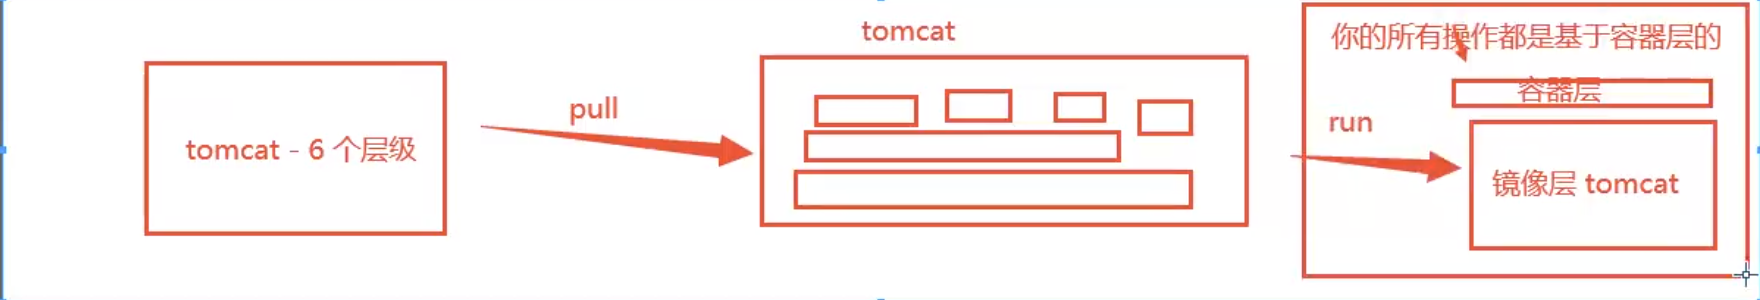 tomcat - 6 个层级
pull
tomcat
run
你的所有操作都是基于容器层的
容器层
镜像层 tomcat